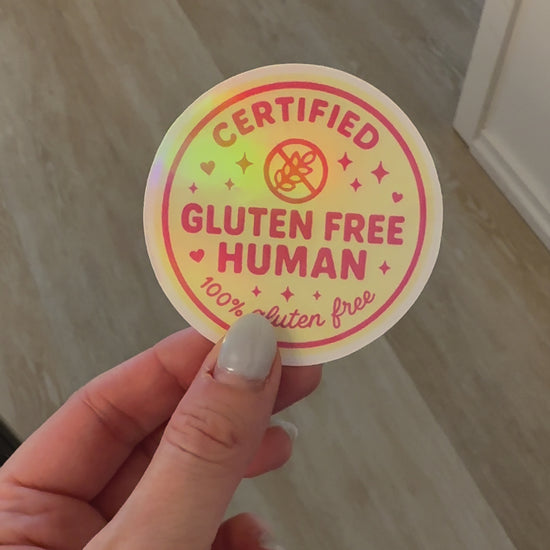 CERTIFIED
GLUTEN FREE
HUMAN
100% gluten free